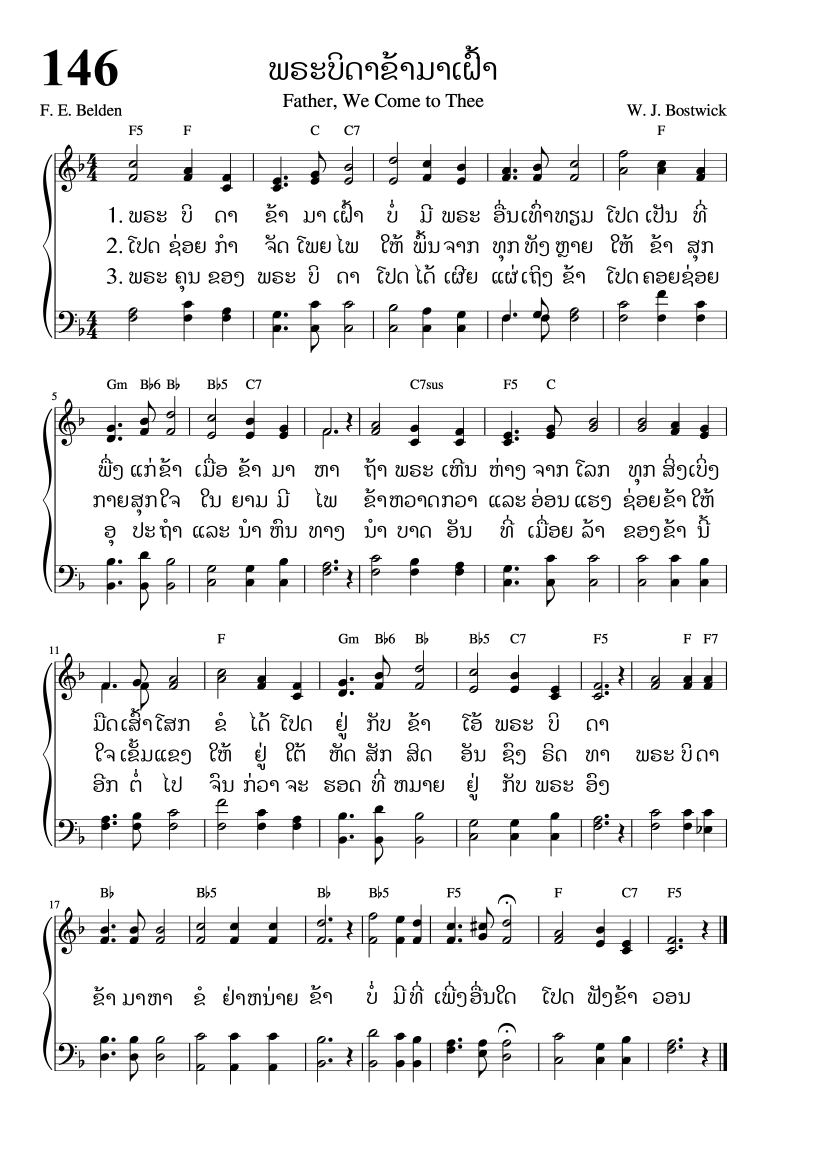 146
ພຣະບິດາຂ້ານາເຝົ້າ
Father, We Come to Thee
F. E. Belden
W. J. Bostwick
F5 F C C7 F
1. ພຣະ ບິ ດາ ຂ້າ ມາ ເຝົ້າ ບໍ່ ມີ ພຣະ ອື່ນເທົ່າທຽມ ໂປດ ເປັນ ທີ່
2. ໂປດ ຊ່ອຍ ກໍາ ຈັດ ໂພຍ ໄພ ໃຫ້ ພົ້ນ ຈາກ ທຸກ ທັງ ຫຼາຍ ໃຫ້ ຂ້າ ສຸກ
3. ພຣະ ຄຸນ ຂອງ ພຣະ ບິ ດາ ໂປດ ໄດ້ ເຜີຍ ແຜ່ ເຖິງ ຂ້າ ໂປດ ຄອຍ ຊ່ອຍ
5
Gm B♭6 B♭ B♭5 C7 C7sus F5 C
ພື່ງ ແກ່ຂ້າ ເມື່ອ ຂ້າ ມາ ຫາ ຖ້າ ພຣະ ເຫີນ ຫ່າງ ຈາກ ໂລກ ທຸກ ສິ່ງເບິ່ງ
ກາຍສຸກໃຈ ໃນ ຍາມ ມີ ໄພ ຂ້າຫວາດກວາ ແລະ ອ່ອນ ແຮງ ຊ່ອຍຂ້າ ໃຫ້
ອຸ ປະຖໍາ ແລະ ນໍາ ຫົນ ທາງ ນໍາ ບາດ ອັນ ທີ່ ເມື່ອຍ ລ້າ ຂອງຂ້າ ນີ້
11
F Gm B♭6 B♭ B♭5 C7 F5 F F7
ມືດເສົ້າໂສກ ຂໍ ໄດ້ ໂປດ ຢູ່ ກັບ ຂ້າ ໂອ້ ພຣະ ບິ ດາ
ໃຈ ເຂັ້ມແຂງ ໃຫ້ ຢູ່ ໃຕ້ ຫັດ ສັກ ສິດ ອັນ ຊົງ ຣິດ ທາ ພຣະ ບິ ດາ
ອີກ ຕໍ່ ໄປ ຈົນ ກ່ວາ ຈະ ຮອດ ທີ່ ຫມາຍ ຢູ່ ກັບ ພຣະ ອົງ
17
B♭ B♭5 B♭ B♭5 F5 F C7 F5
ຂ້າ ມາຫາ ຂໍ ຢ່າຫນ່າຍ ຂ້າ ບໍ່ ມີ ທີ່ ເພິ່ງອື່ນໃດ ໂປດ ຟັງຂ້າ ວອນ